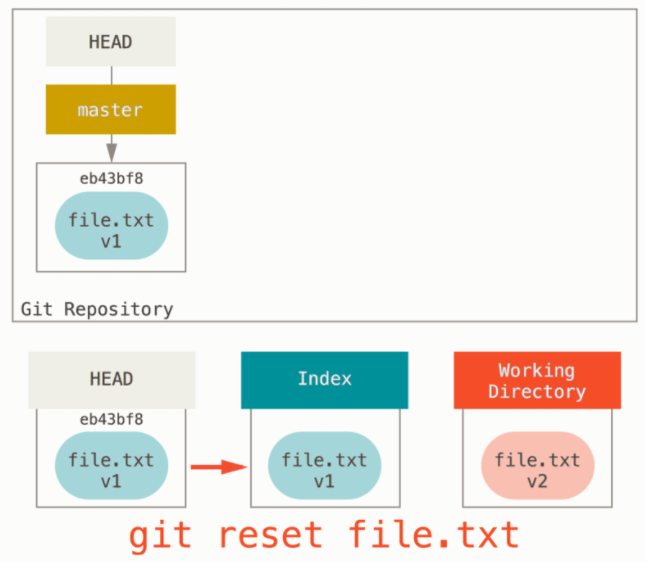 HEAD
master
eb43bf8
file.txt
v1
Git Repository
HEAD
Index
Working
Directory
eb43bf8
file.txt
v1
file.txt
v1
file.txt
v2
git reset file.txt